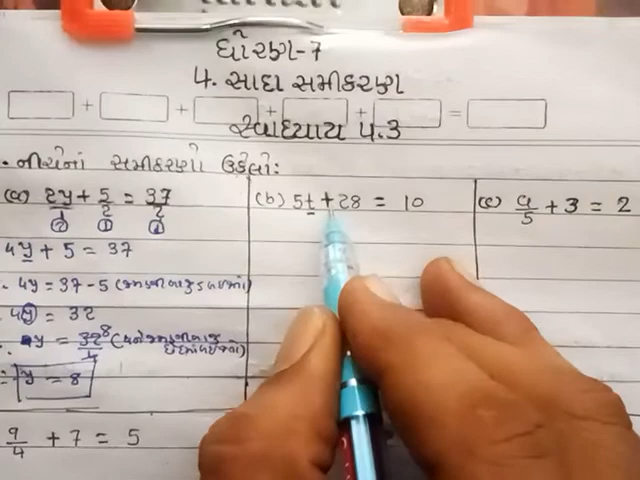 ધોરણ-7
4. સાદા સમીકરણ
+ + + + =
સ્વાધ્યાય 4.3
. નીચેનાં સમીકરણો ઉકેલો:
(a) 2y + 5/2 = 37/2
4y + 5 = 37
. 4y = 37 - 5
4y = 32
y = 32/4 8
y = 8
(b) 5t + 28 = 10
(c) a/5 + 3 = 2
q/4 + 7 = 5